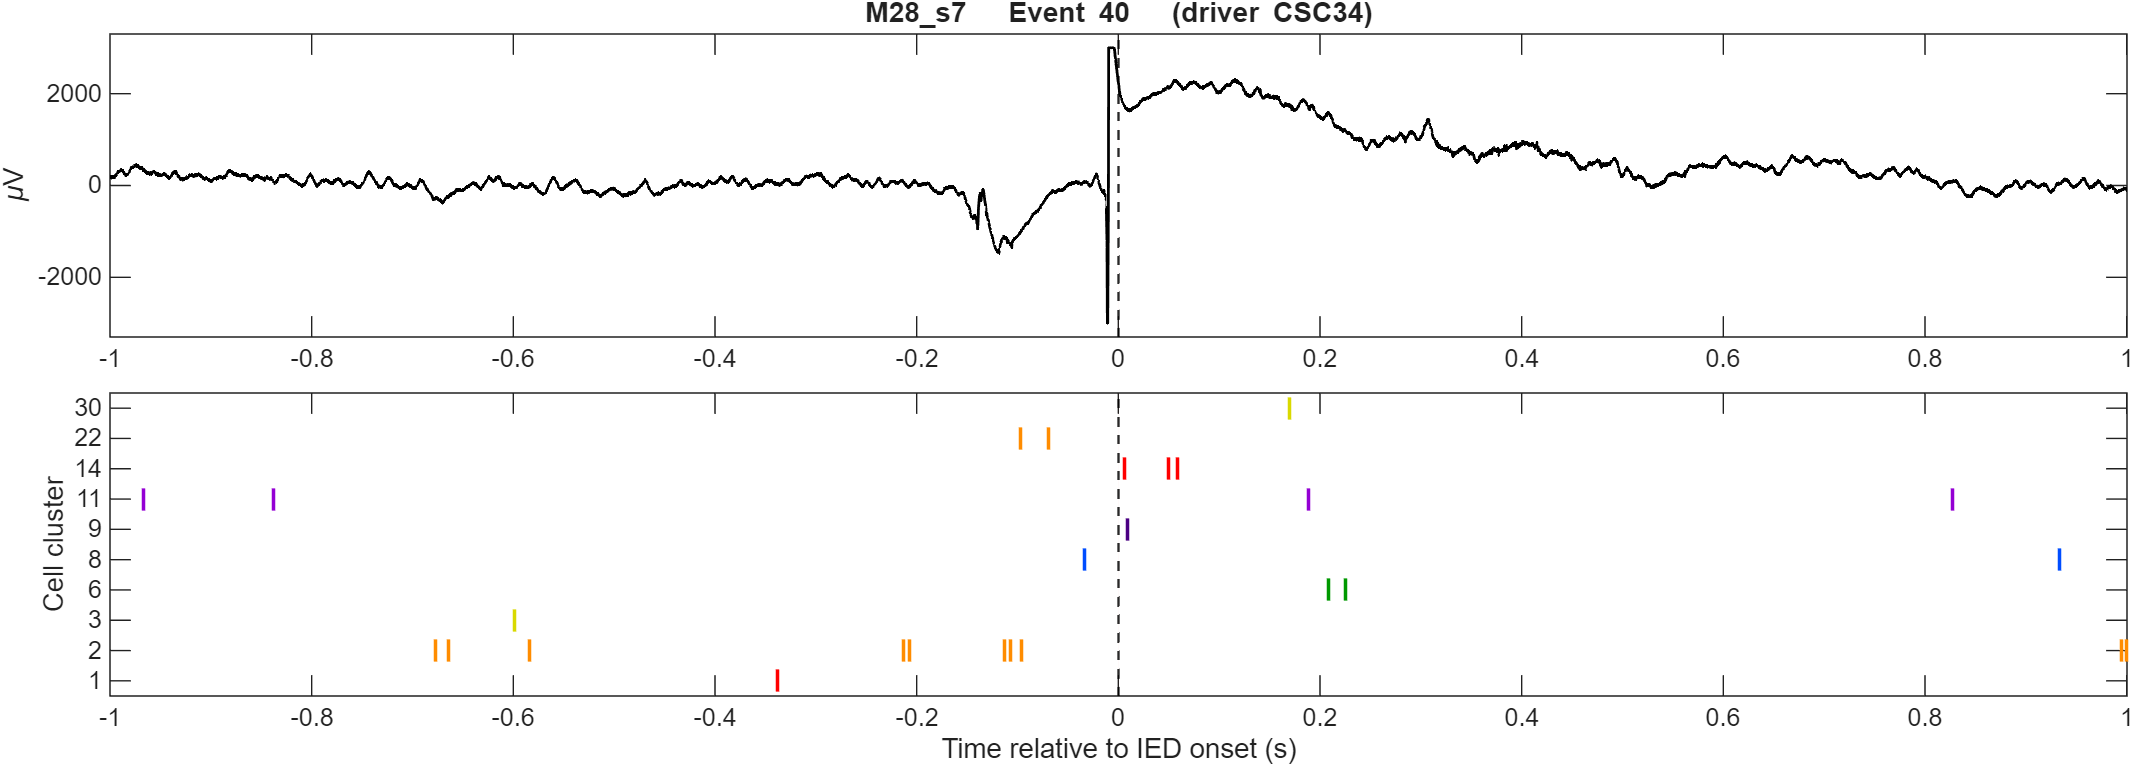 M28_s7 Event 40 (driver CSC34)
2000
0
-2000
µV
-1 -0.8 -0.6 -0.4 -0.2 0 0.2 0.4 0.6 0.8 1
30
22
14
11
9
8
6
3
2
1
Cell cluster
-1 -0.8 -0.6 -0.4 -0.2 0 0.2 0.4 0.6 0.8 1
Time relative to IED onset (s)